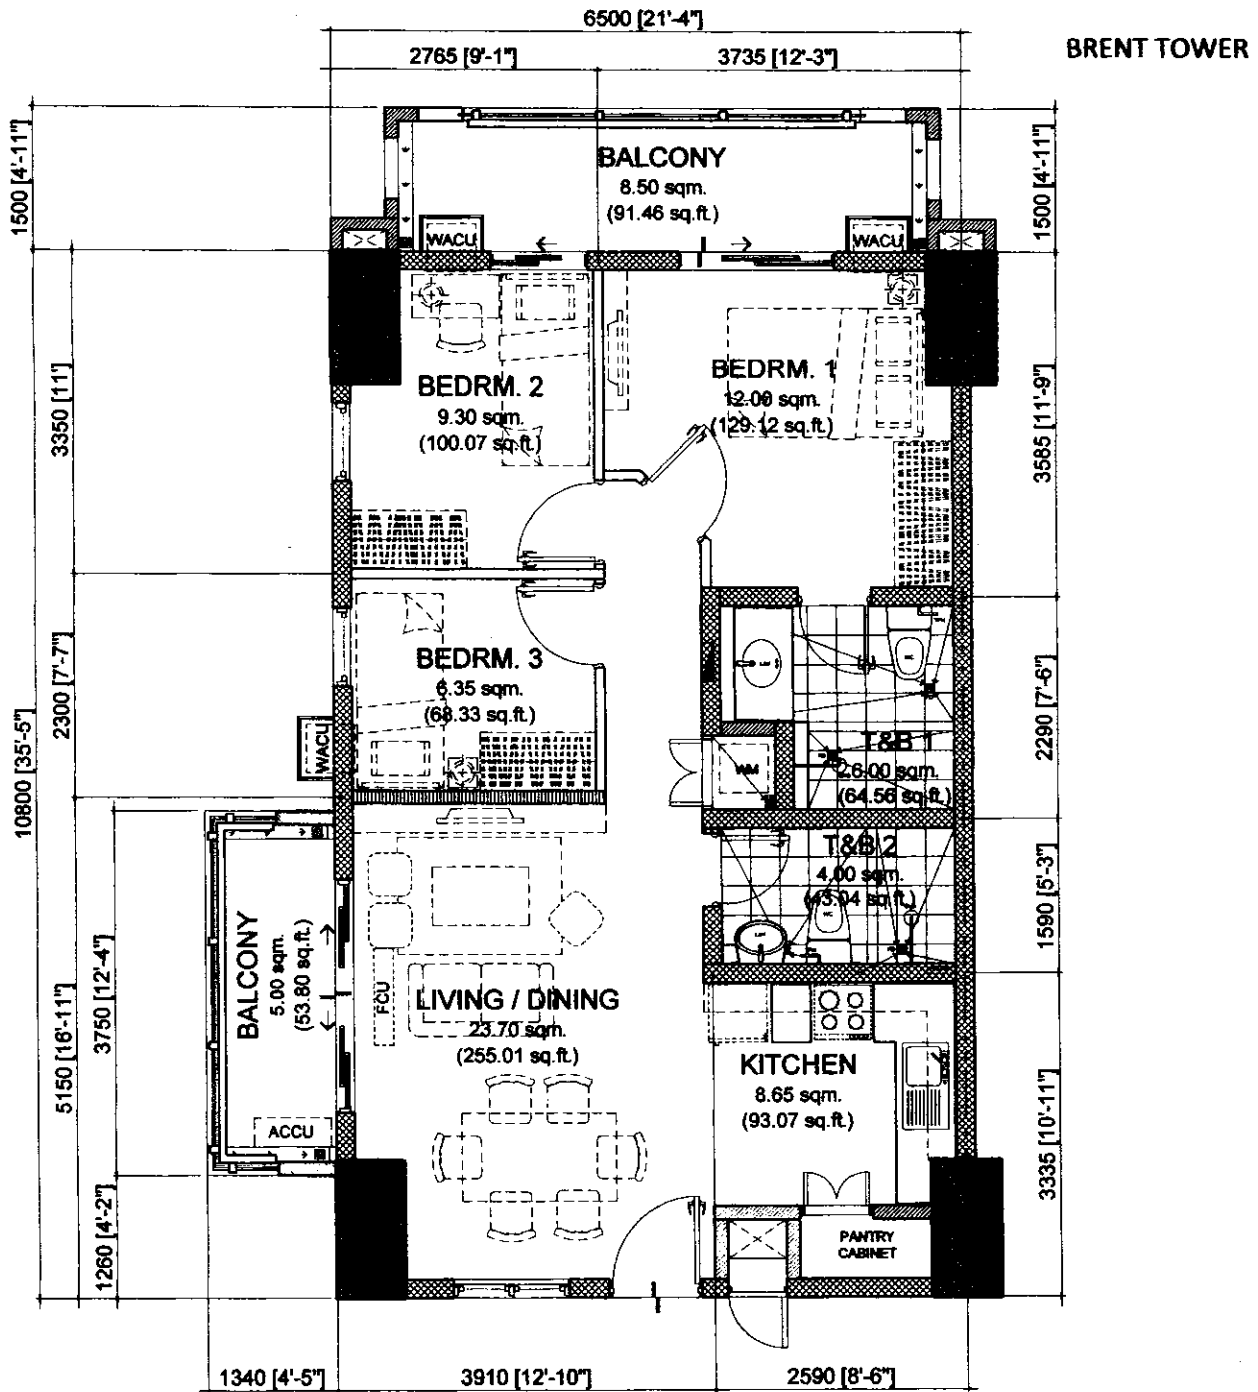 6500 [21'-4"]
2765 [9'-1"]
3735 [12'-3"]
BRENT TOWER
1500 [4'-11"]
1500 [4'-11"]
BALCONY
8.50 sqm.
(91.46 sq.ft.)
WACU
WACU
3350 [11']
BEDRM. 2
9.30 sqm.
(100.07 sq.ft.)
BEDRM. 1
12.00 sqm.
(129.12 sq.ft.)
3585 [11'-9"]
2300 [7'-7"]
BEDRM. 3
6.35 sqm.
(68.33 sq.ft.)
WACU
10800 [35'-5"]
T&B 1
6.00 sqm.
(64.56 sq.ft.)
WM
2290 [7'-6"]
T&B 2
4.00 sqm.
(43.04 sq.ft.)
1590 [5'-3"]
BALCONY
5.00 sqm.
(53.80 sq.ft.)
FCU
ACCU
LIVING / DINING
23.70 sqm.
(255.01 sq.ft.)
KITCHEN
8.65 sqm.
(93.07 sq.ft.)
5150 [16'-11"]
3750 [12'-4"]
3335 [10'-11"]
1260 [4'-2"]
PANTRY
CABINET
1340 [4'-5"]
3910 [12'-10"]
2590 [8'-6"]